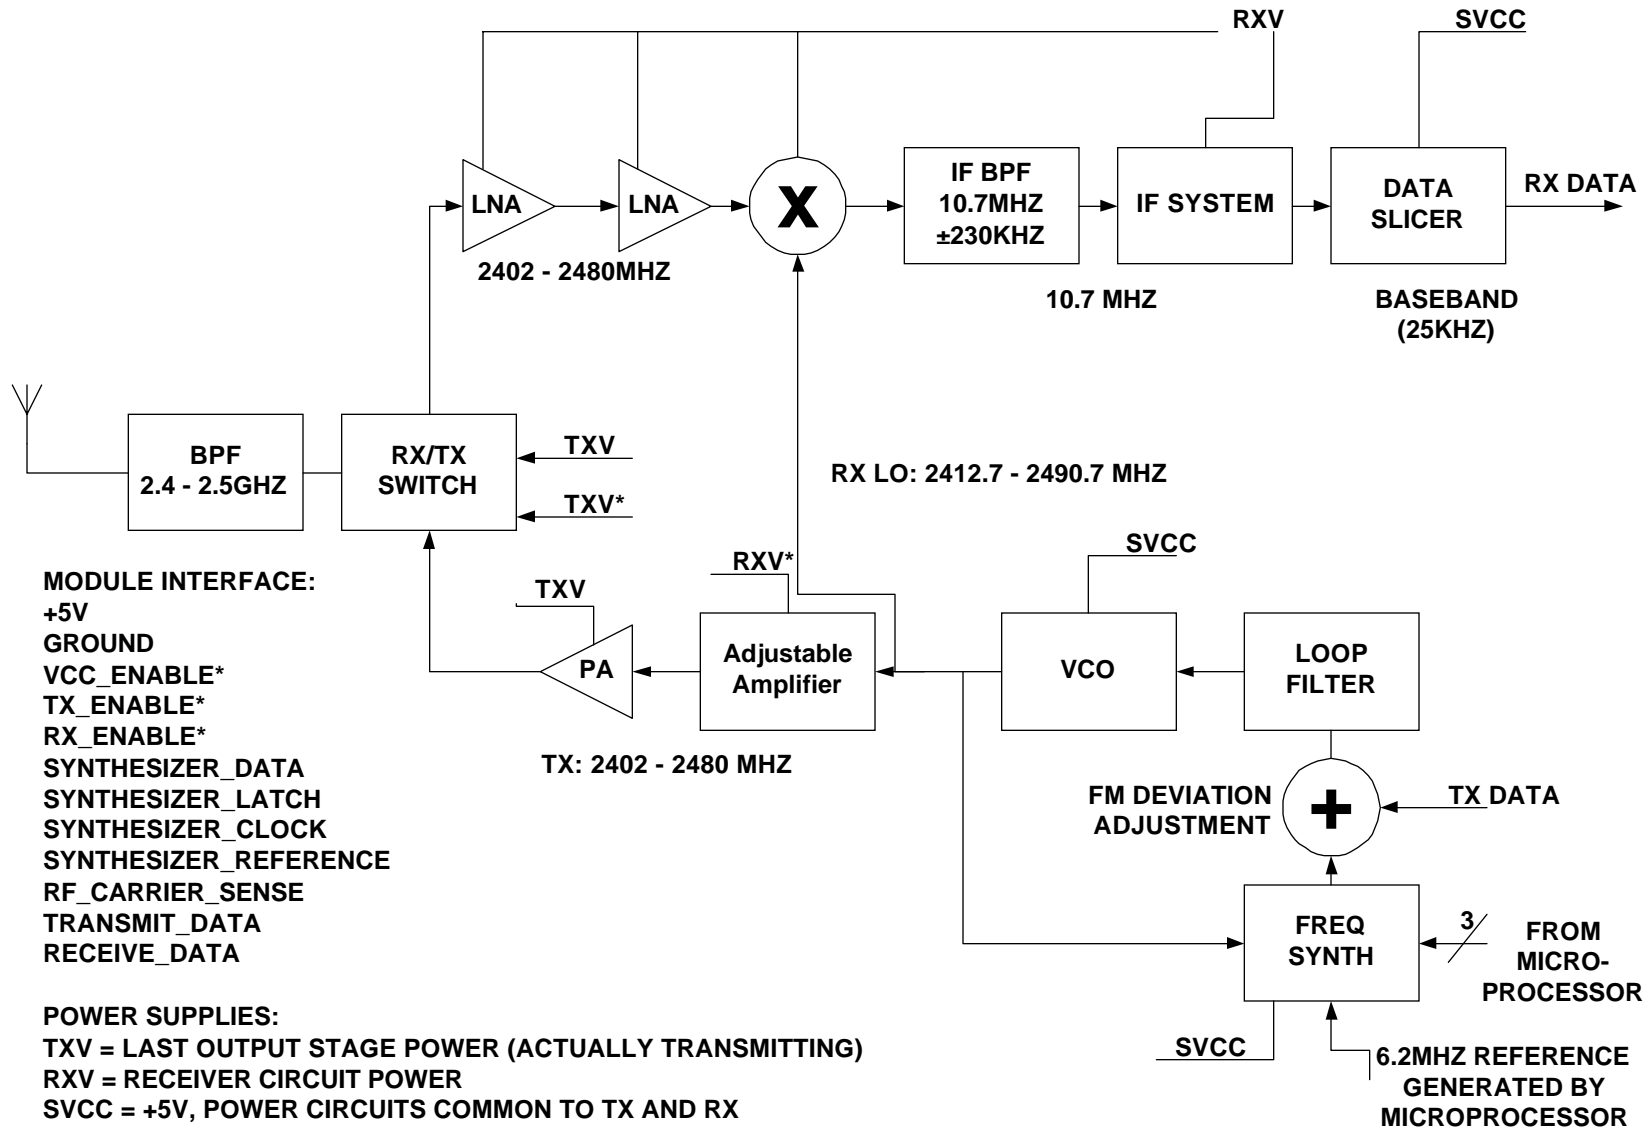 RXV
SVCC
LNA
LNA
X
IF BPF
10.7MHZ
±230KHZ
IF SYSTEM
DATA
SLICER
RX DATA
2402 - 2480MHZ
10.7 MHZ
BASEBAND
(25KHZ)
BPF
2.4 - 2.5GHZ
RX/TX
SWITCH
TXV
TXV*
RX LO: 2412.7 - 2490.7 MHZ
SVCC
RXV*
TXV
PA
Adjustable
Amplifier
VCO
LOOP
FILTER
TX: 2402 - 2480 MHZ
FM DEVIATION
ADJUSTMENT
+
TX DATA
FREQ
SYNTH
3
FROM
MICRO-
PROCESSOR
SVCC
6.2MHZ REFERENCE
GENERATED BY
MICROPROCESSOR
MODULE INTERFACE:
+5V
GROUND
VCC_ENABLE*
TX_ENABLE*
RX_ENABLE*
SYNTHESIZER_DATA
SYNTHESIZER_LATCH
SYNTHESIZER_CLOCK
SYNTHESIZER_REFERENCE
RF_CARRIER_SENSE
TRANSMIT_DATA
RECEIVE_DATA
POWER SUPPLIES:
TXV = LAST OUTPUT STAGE POWER (ACTUALLY TRANSMITTING)
RXV = RECEIVER CIRCUIT POWER
SVCC = +5V, POWER CIRCUITS COMMON TO TX AND RX